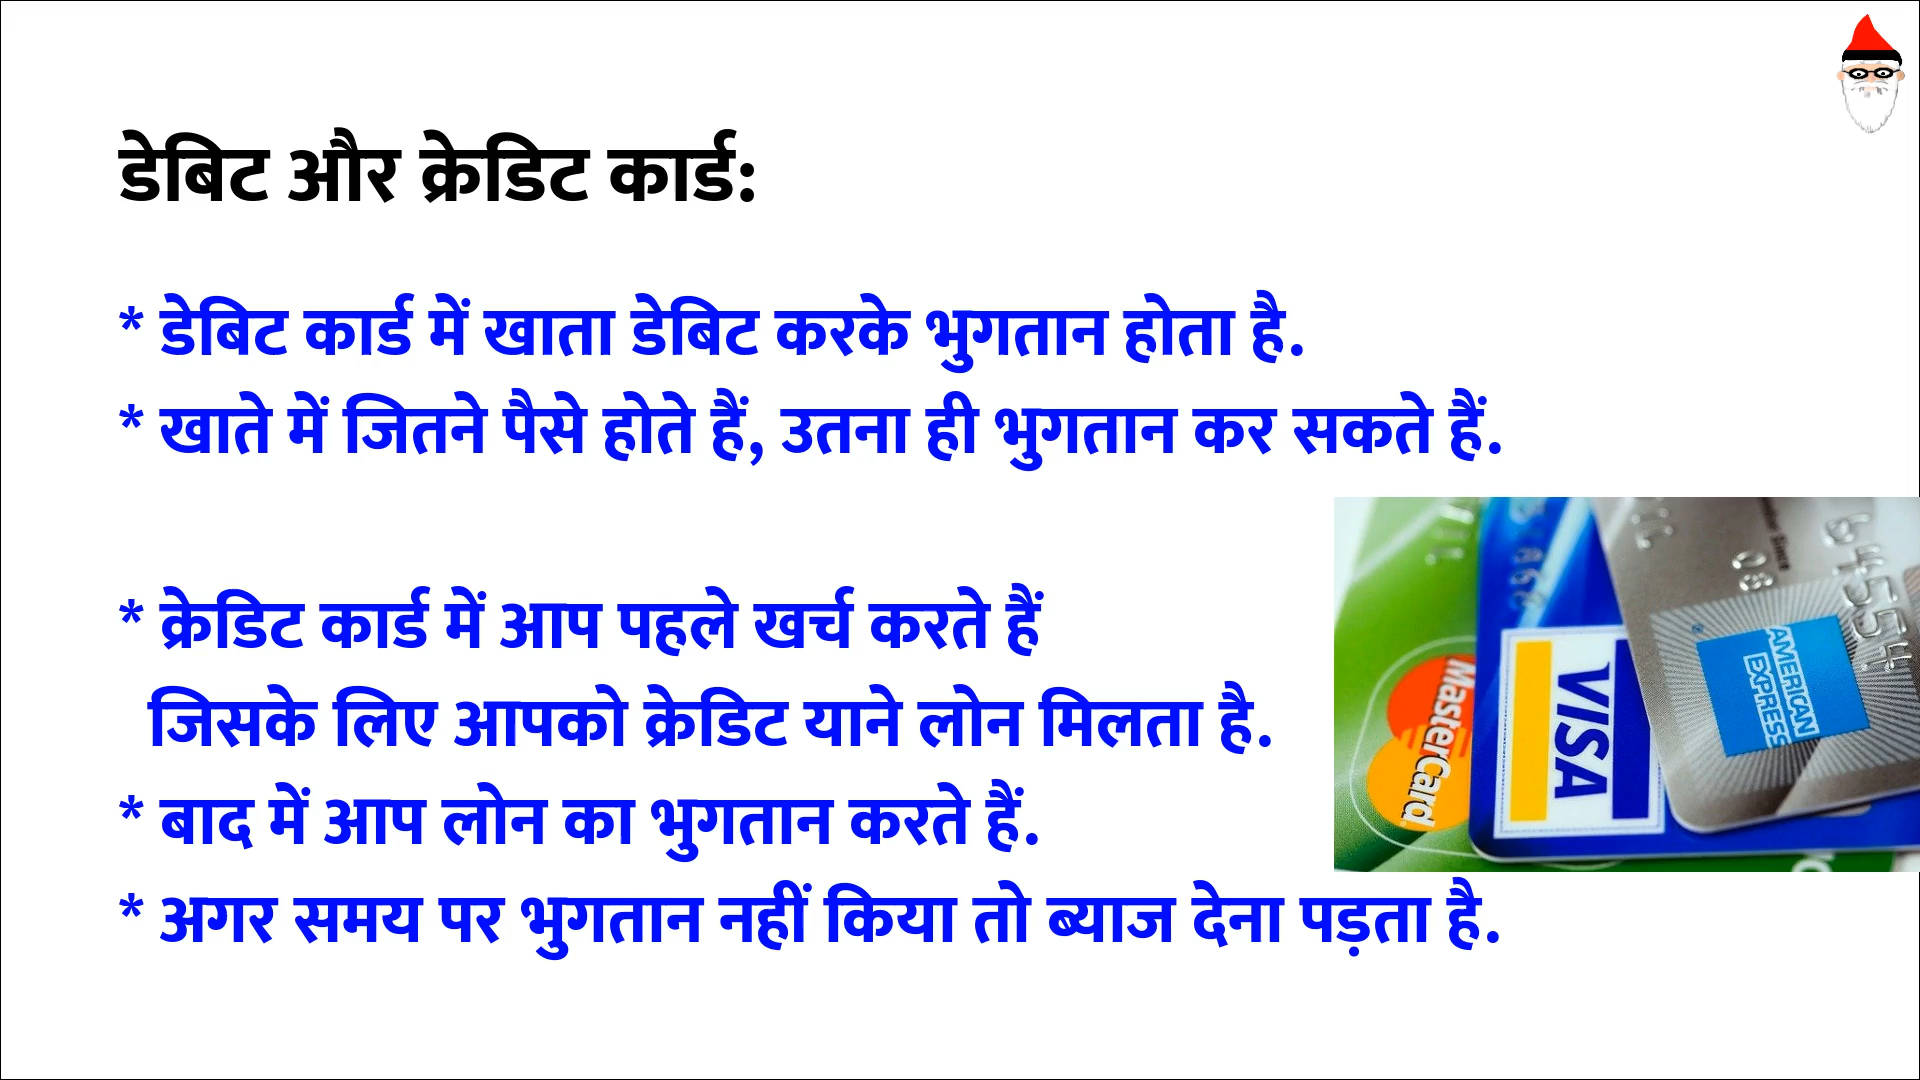 डेबिट और क्रेडिट कार्ड:
* डेबिट कार्ड में खाता डेबिट करके भुगतान होता है.
* खाते में जितने पैसे होते हैं, उतना ही भुगतान कर सकते हैं.
* क्रेडिट कार्ड में आप पहले खर्च करते हैं
जिसके लिए आपको क्रेडिट याने लोन मिलता है.
* बाद में आप लोन का भुगतान करते हैं.
* अगर समय पर भुगतान नहीं किया तो ब्याज देना पड़ता है.
MasterCard
VISA
AMERICAN
EXPRESS
08